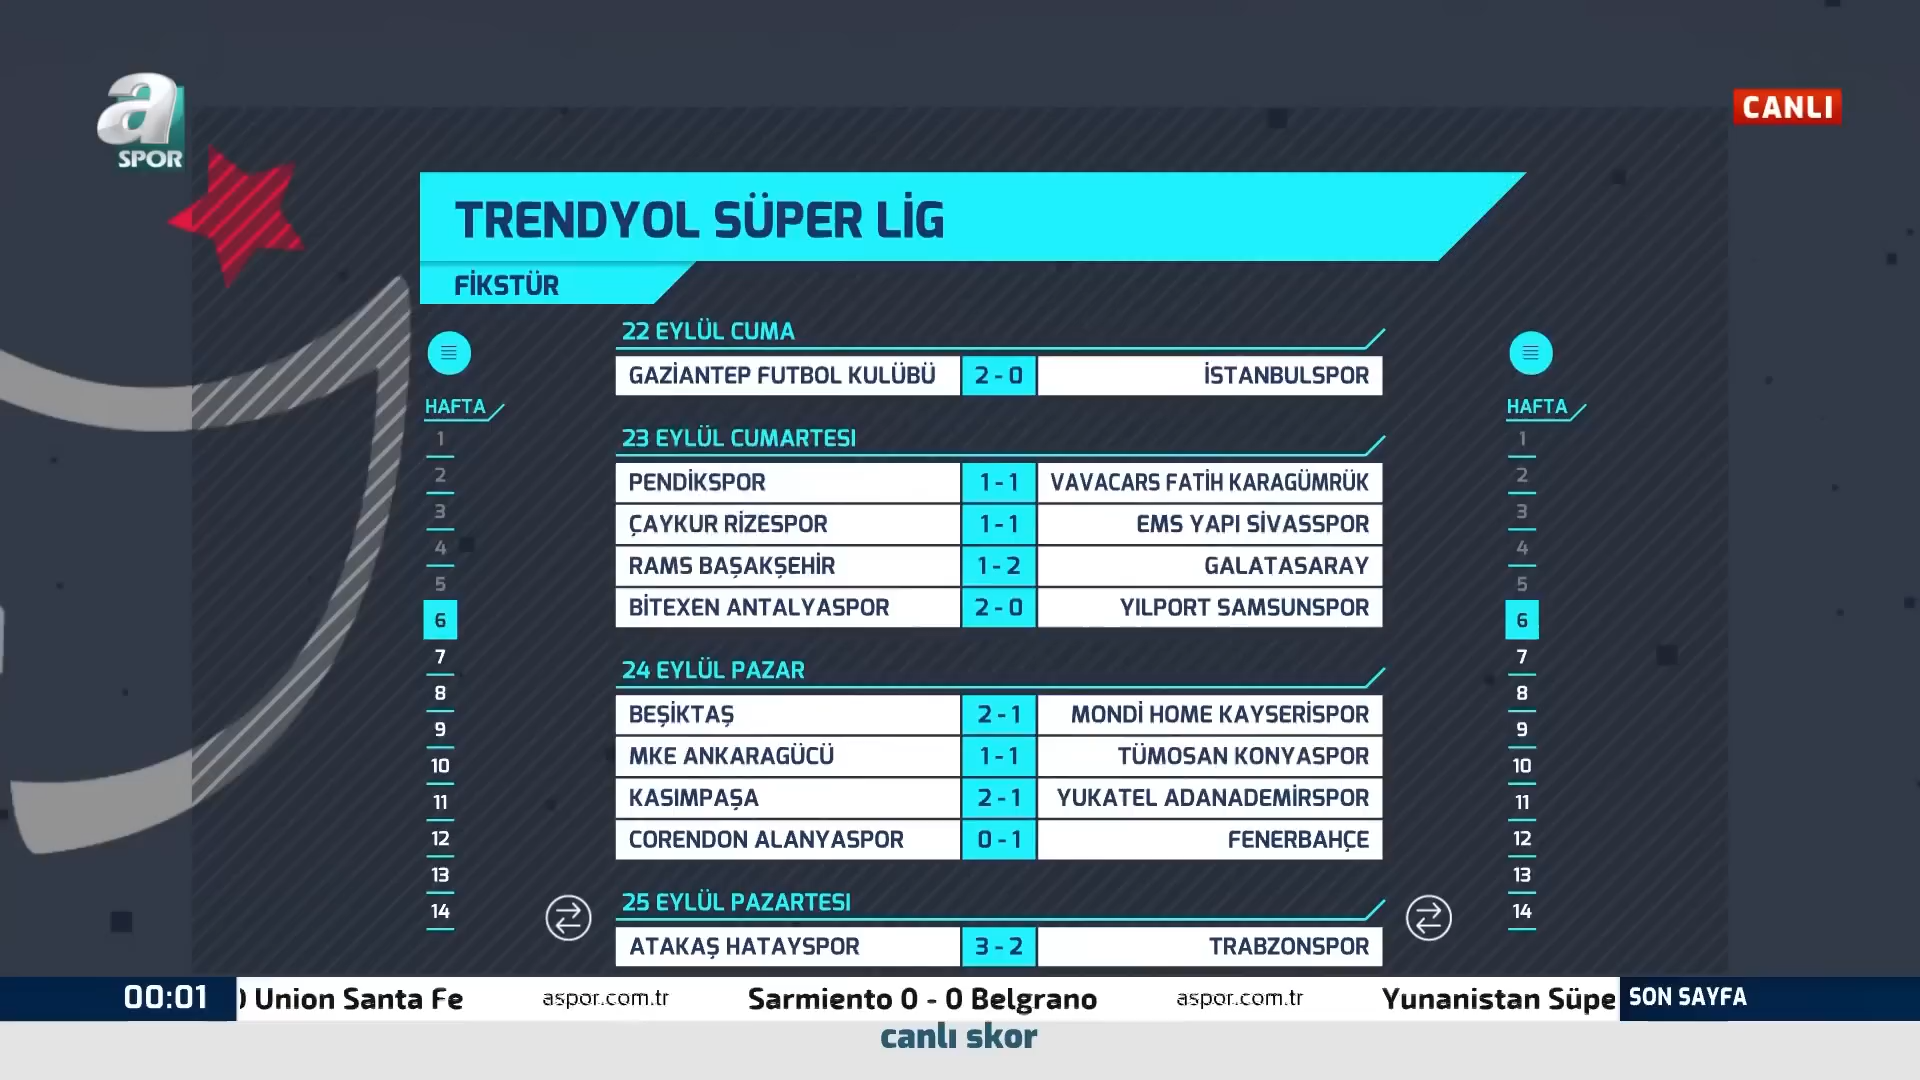 a
SPOR
CANLI
TRENDYOL SÜPER LİG
FİKSTÜR
HAFTA
1
2
3
4
5
6
7
8
9
10
11
12
13
14
22 EYLÜL CUMA
GAZİANTEP FUTBOL KULÜBÜ 2 - 0 İSTANBULSPOR
23 EYLÜL CUMARTESI
PENDİKSPOR 1 - 1 VAVACARS FATİH KARAGÜMRÜK
ÇAYKUR RİZESPOR 1 - 1 EMS YAPI SİVASSPOR
RAMS BAŞAKŞEHİR 1 - 2 GALATASARAY
BİTEXEN ANTALYASPOR 2 - 0 YILPORT SAMSUNSPOR
24 EYLÜL PAZAR
BEŞİKTAŞ 2 - 1 MONDİ HOME KAYSERİSPOR
MKE ANKARAGÜCÜ 1 - 1 TÜMOSAN KONYASPOR
KASIMPAŞA 2 - 1 YUKATEL ADANADEMİRSPOR
CORENDON ALANYASPOR 0 - 1 FENERBAHÇE
25 EYLÜL PAZARTESI
ATAKAŞ HATAYSPOR 3 - 2 TRABZONSPOR
HAFTA
1
2
3
4
5
6
7
8
9
10
11
12
13
14
00:01 Union Santa Fe aspor.com.tr Sarmiento 0 - 0 Belgrano aspor.com.tr Yunanistan Süpe SON SAYFA
canlı skor